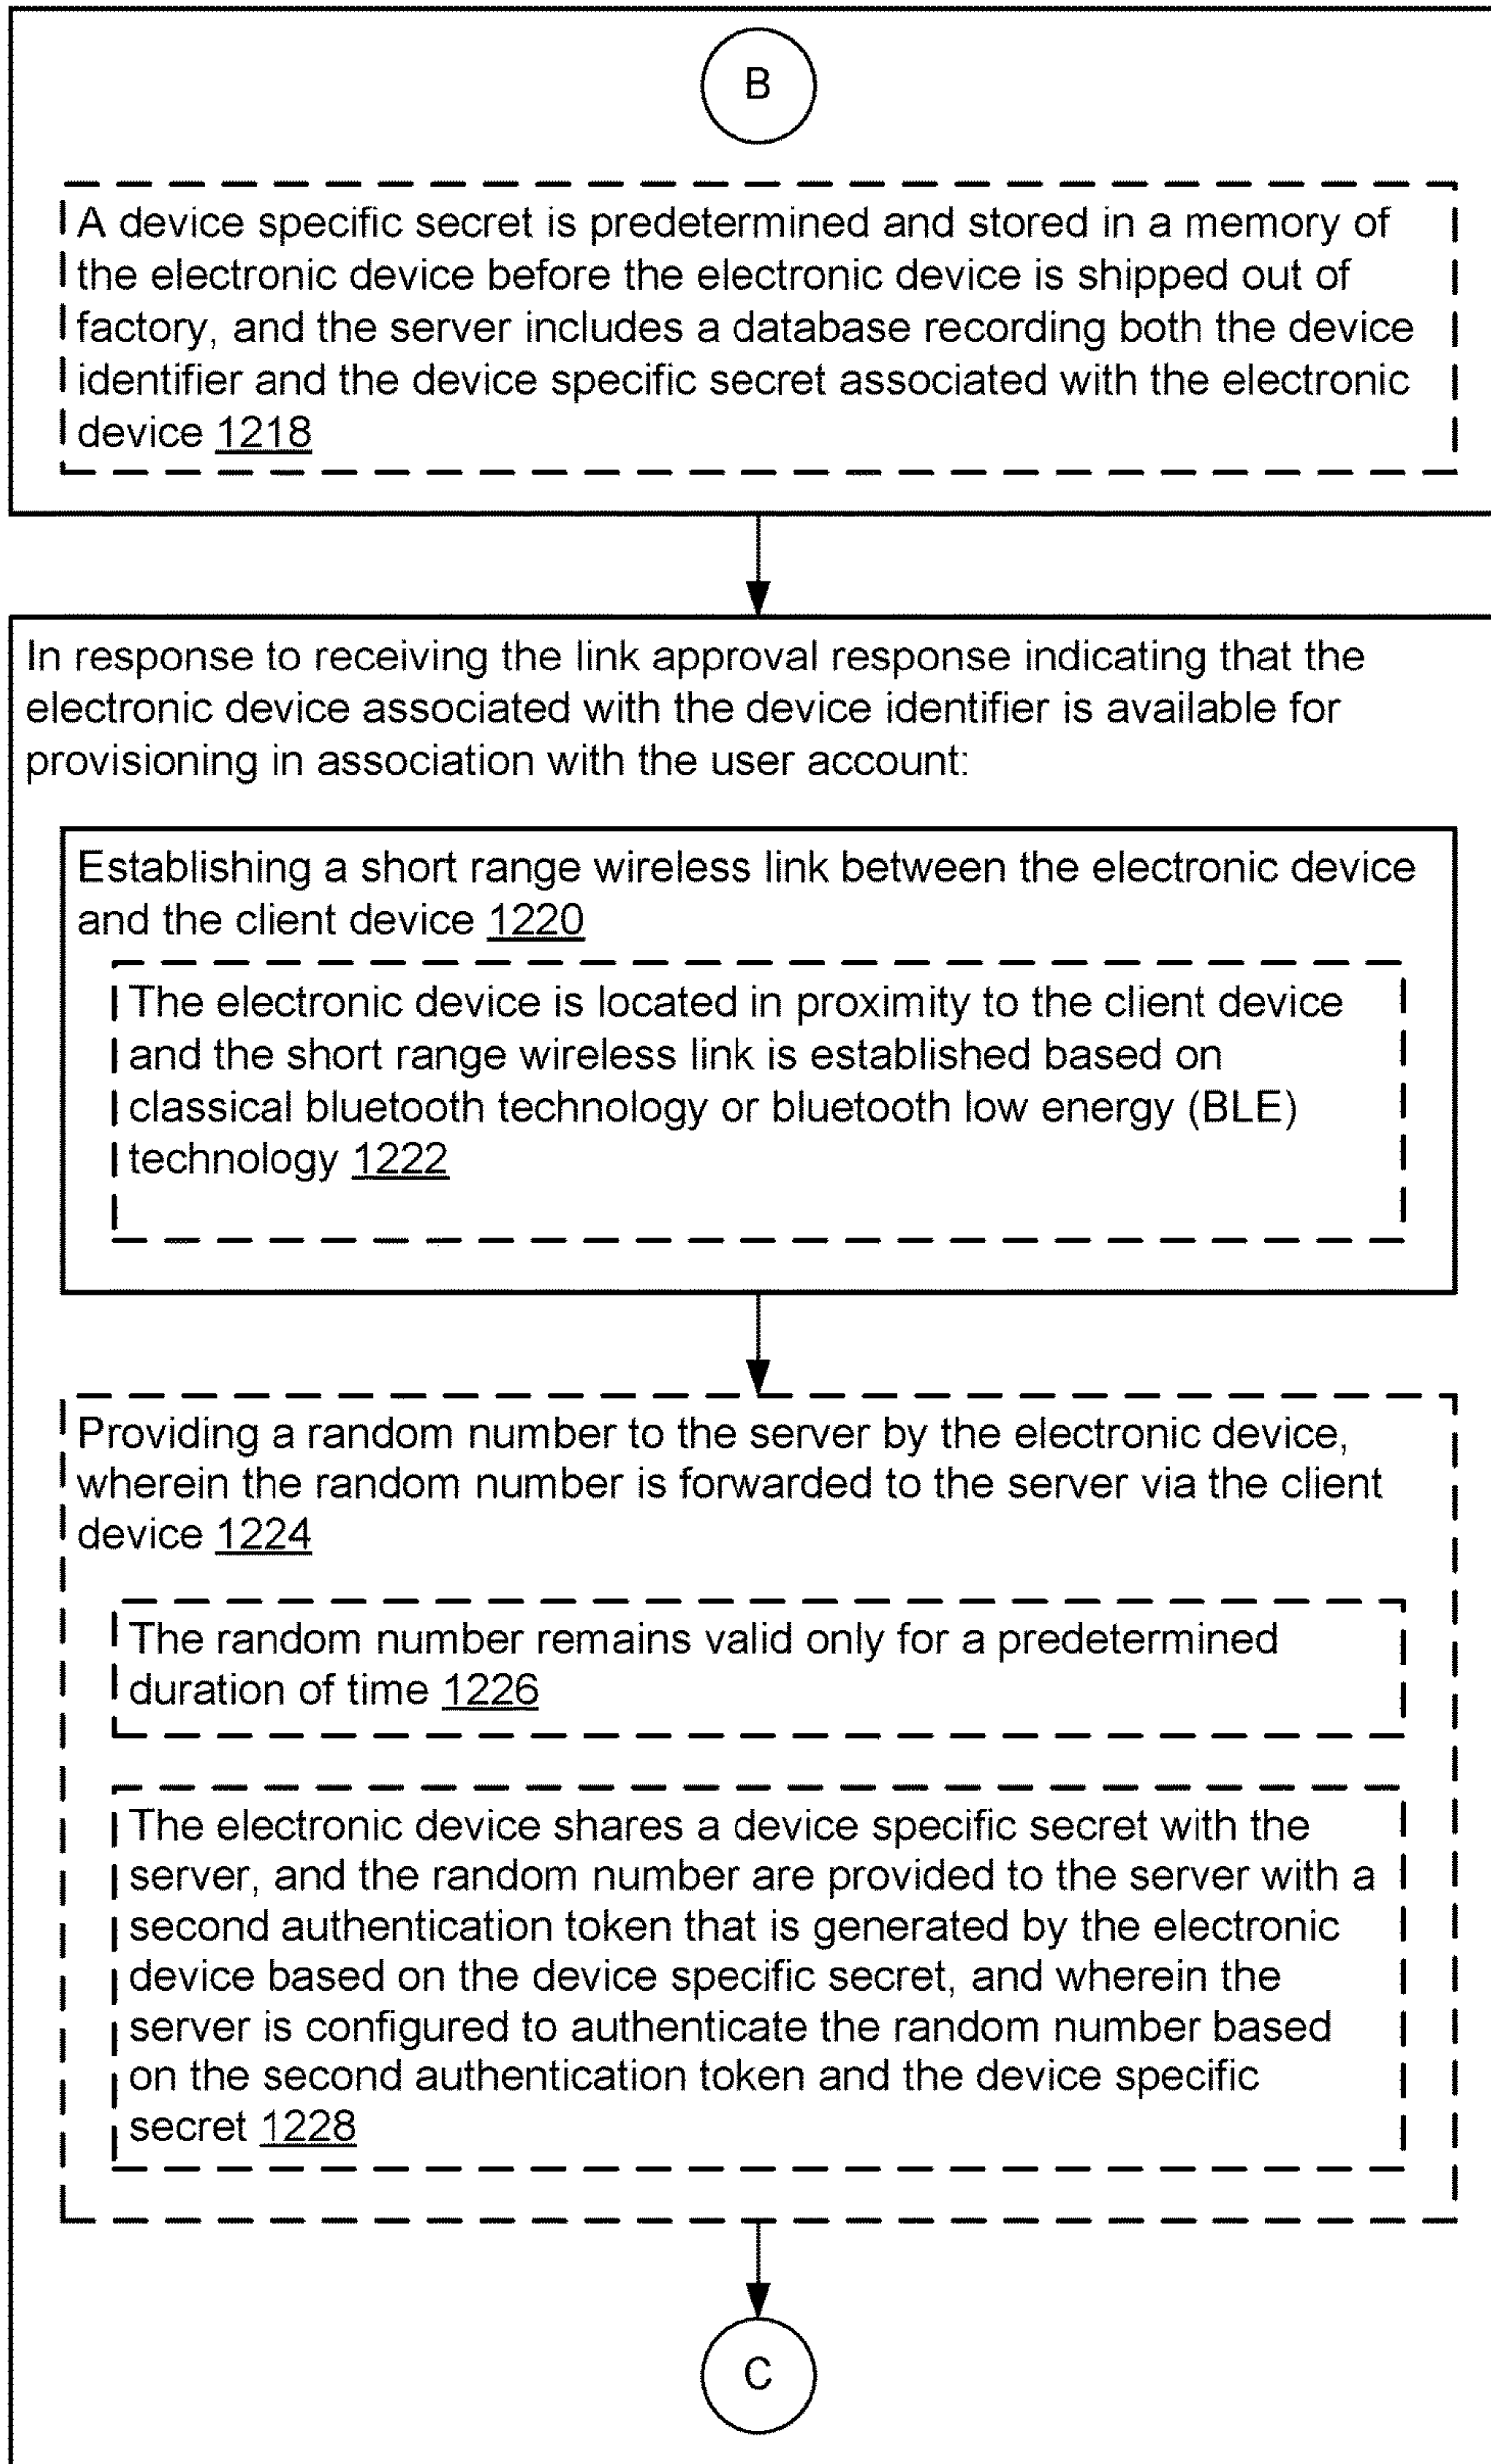 B
A device specific secret is predetermined and stored in a memory of
the electronic device before the electronic device is shipped out of
factory, and the server includes a database recording both the device
identifier and the device specific secret associated with the electronic
device 1218
In response to receiving the link approval response indicating that the
electronic device associated with the device identifier is available for
provisioning in association with the user account:
Establishing a short range wireless link between the electronic device
and the client device 1220
The electronic device is located in proximity to the client device
and the short range wireless link is established based on
classical bluetooth technology or bluetooth low energy (BLE)
technology 1222
Providing a random number to the server by the electronic device,
wherein the random number is forwarded to the server via the client
device 1224
The random number remains valid only for a predetermined
duration of time 1226
The electronic device shares a device specific secret with the
server, and the random number are provided to the server with a
second authentication token that is generated by the electronic
device based on the device specific secret, and wherein the
server is configured to authenticate the random number based
on the second authentication token and the device specific
secret 1228
C